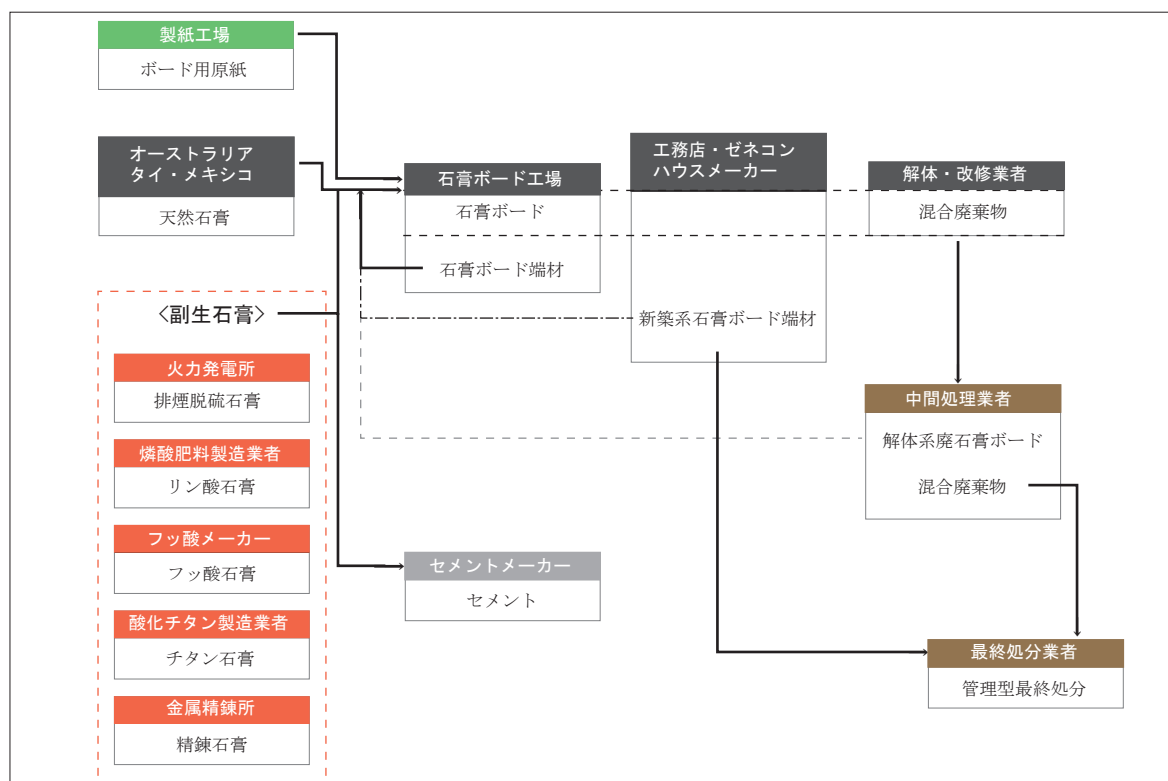 製紙工場
ボード用原紙
オーストラリア
タイ・メキシコ
天然石膏
〈副生石膏〉
火力発電所
排煙脱硫石膏
燐酸肥料製造業者
リン酸石膏
フッ酸メーカー
フッ酸石膏
酸化チタン製造業者
チタン石膏
金属精錬所
精錬石膏
石膏ボード工場
石膏ボード
石膏ボード端材
セメントメーカー
セメント
工務店・ゼネコン
ハウスメーカー
新築系石膏ボード端材
解体・改修業者
混合廃棄物
中間処理業者
解体系廃石膏ボード
混合廃棄物
最終処分業者
管理型最終処分